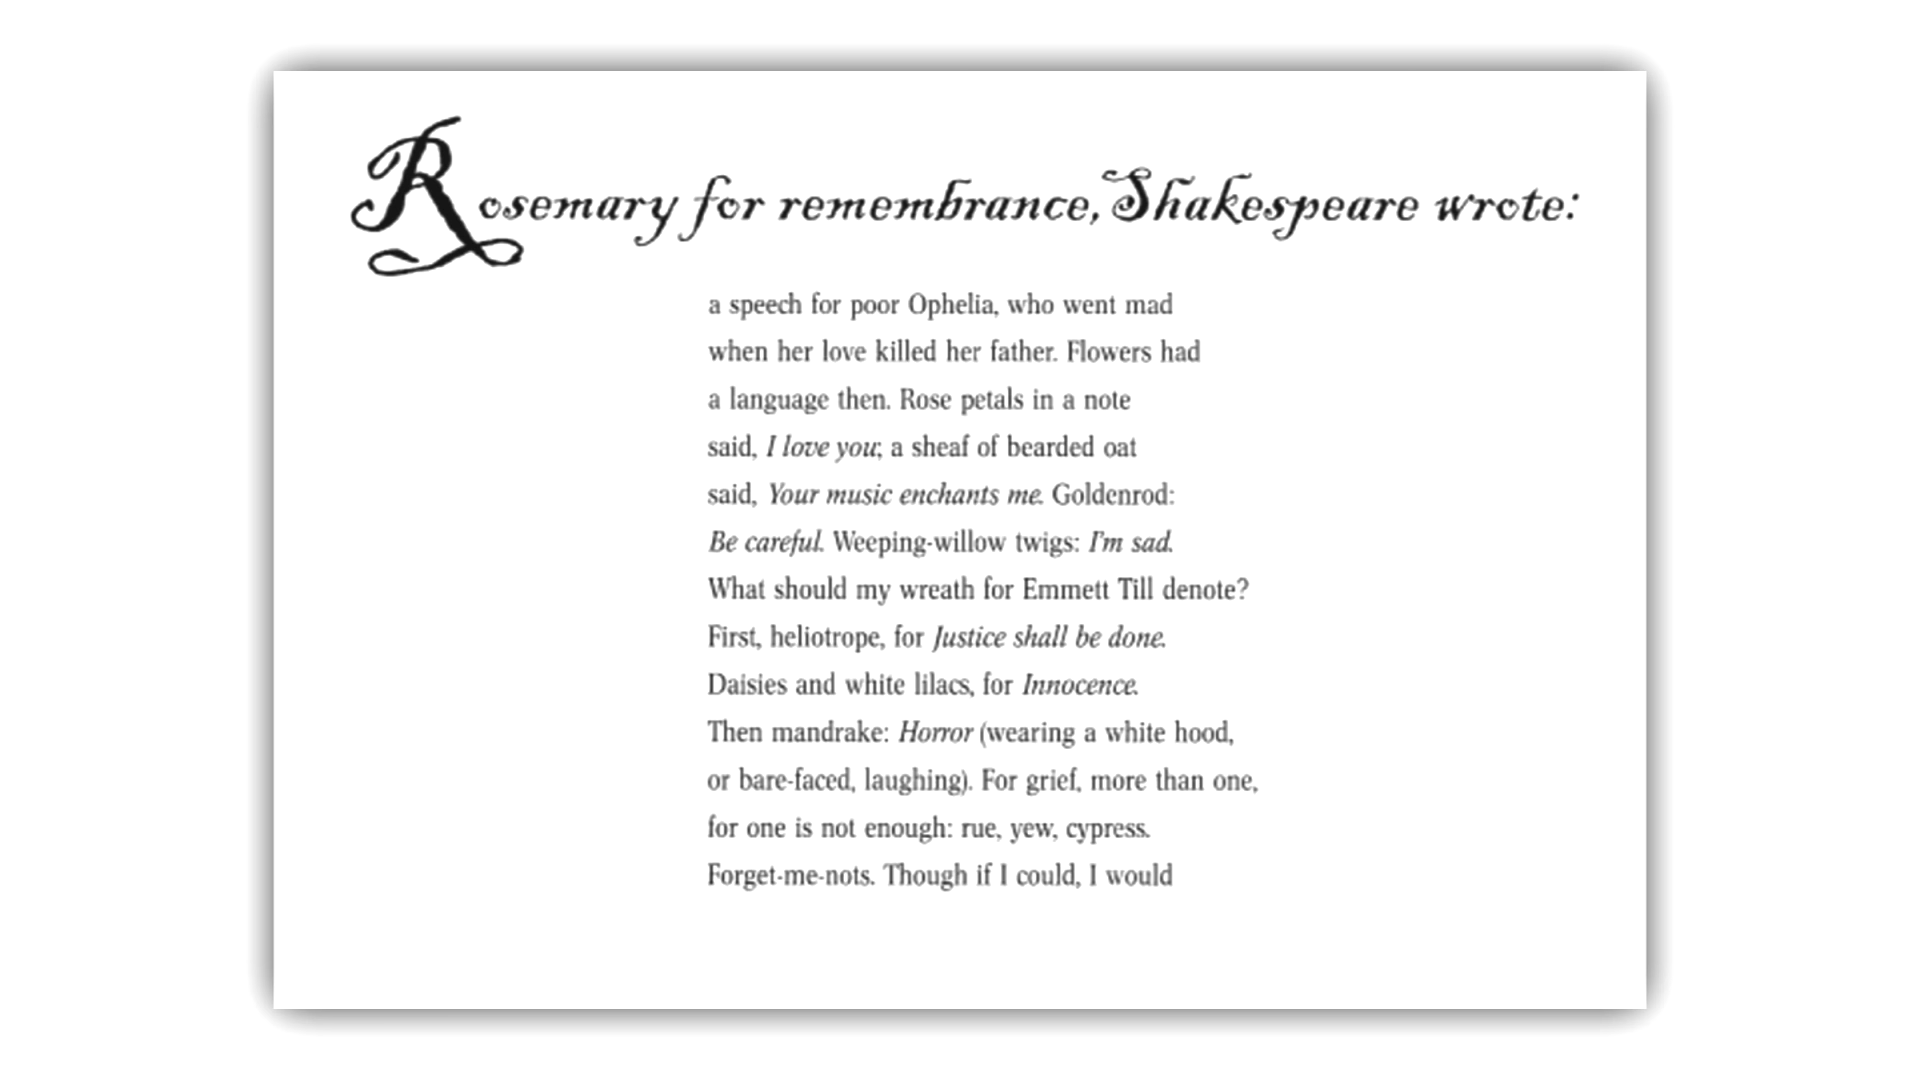 Rosemary for remembrance, Shakespeare wrote:
a speech for poor Ophelia, who went mad
when her love killed her father. Flowers had
a language then. Rose petals in a note
said, I love you; a sheaf of bearded oat
said, Your music enchants me. Goldenrod:
Be careful. Weeping-willow twigs: I'm sad.
What should my wreath for Emmett Till denote?
First, heliotrope, for Justice shall be done.
Daisies and white lilacs, for Innocence.
Then mandrake: Horror (wearing a white hood,
or bare-faced, laughing). For grief, more than one,
for one is not enough: rue, yew, cypress.
Forget-me-nots. Though if I could, I would